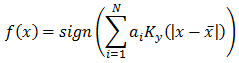 f(x) = sign(∑_{i=1}^{N} a_i K_y(|x − x̄|))